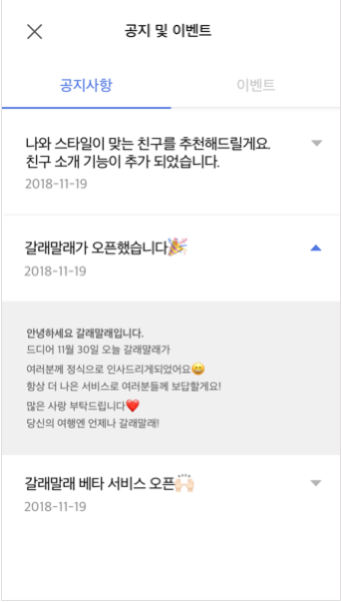 공지 및 이벤트
공지사항
이벤트
나와 스타일이 맞는 친구를 추천해드릴게요.
친구 소개 기능이 추가 되었습니다.
2018-11-19
갈래말래가 오픈했습니다🎉
2018-11-19
안녕하세요 갈래말래입니다.
드디어 11월 30일 오늘 갈래말래가
여러분께 정식으로 인사드리게되었어요😄
항상 더 나은 서비스로 여러분들께 보답할게요!
많은 사랑 부탁드립니다❤️
당신의 여행엔 언제나 갈래말래!
갈래말래 베타 서비스 오픈🙌🏻
2018-11-19